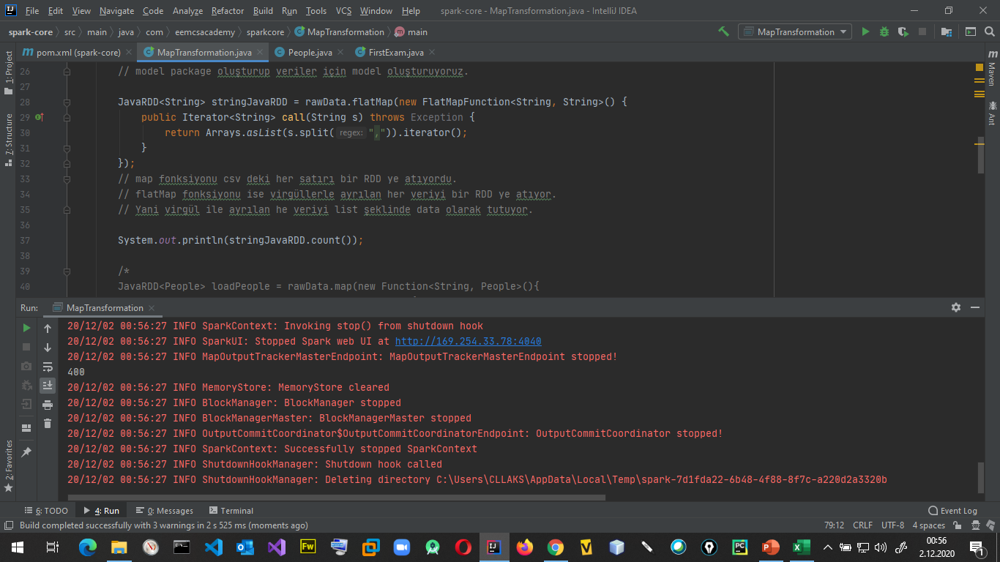 File Edit View Navigate Code Analyze Refactor Build Run Tools VCS Window Help spark-core - MapTransformation.java - IntelliJ IDEA
spark-core src main java com eemcsacademy sparkcore MapTransformation main MapTransformation
pom.xml (spark-core) MapTransformation.java People.java FirstExam.java
1: Project
7: Structure
2: Favorites
Maven
Ant
26 // model package oluşturup veriler için model oluşturuyoruz.
27
28 JavaRDD<String> stringJavaRDD = rawData.flatMap(new FlatMapFunction<String, String>() {
29 public Iterator<String> call(String s) throws Exception {
30 return Arrays.asList(s.split( regex: ",")).iterator();
31 }
32 });
33 // map fonksiyonu csv deki her satırı bir RDD ye atıyordu.
34 // flatMap fonksiyonu ise virgüllerle ayrılan her veriyi bir RDD ye atıyor.
35 // Yani virgül ile ayrılan he veriyi list şeklinde data olarak tutuyor.
36
37 System.out.println(stringJavaRDD.count());
38
39 /*
40 JavaRDD<People> loadPeople = rawData.map(new Function<String, People>(){
Run: MapTransformation
20/12/02 00:56:27 INFO SparkContext: Invoking stop() from shutdown hook
20/12/02 00:56:27 INFO SparkUI: Stopped Spark web UI at http://169.254.33.78:4040
20/12/02 00:56:27 INFO MapOutputTrackerMasterEndpoint: MapOutputTrackerMasterEndpoint stopped!
400
20/12/02 00:56:27 INFO MemoryStore: MemoryStore cleared
20/12/02 00:56:27 INFO BlockManager: BlockManager stopped
20/12/02 00:56:27 INFO BlockManagerMaster: BlockManagerMaster stopped
20/12/02 00:56:27 INFO OutputCommitCoordinator$OutputCommitCoordinatorEndpoint: OutputCommitCoordinator stopped!
20/12/02 00:56:27 INFO SparkContext: Successfully stopped SparkContext
20/12/02 00:56:27 INFO ShutdownHookManager: Shutdown hook called
20/12/02 00:56:27 INFO ShutdownHookManager: Deleting directory C:\Users\CLLAKS\AppData\Local\Temp\spark-7d1fda22-6b48-4f88-8f7c-a220d2a3320b
6: TODO 4: Run 0: Messages Terminal Event Log
Build completed successfully with 3 warnings in 2 s 525 ms (moments ago) 79:12 CRLF UTF-8 4 spaces
00:56
2.12.2020